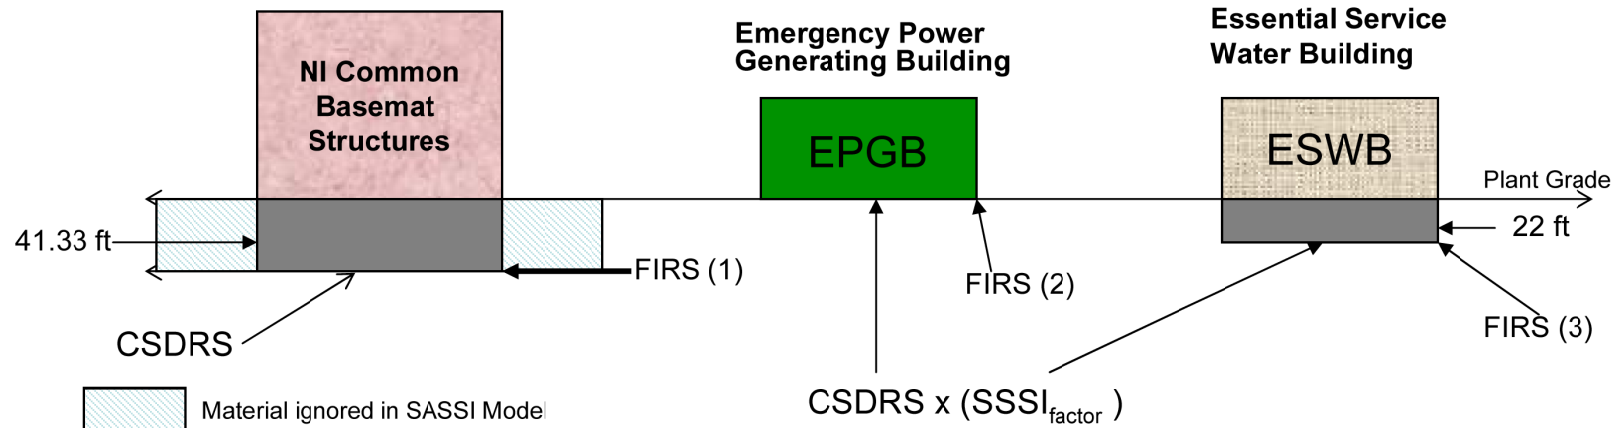 Essential Service
Water Building
Emergency Power
Generating Building
NI Common
Basemat
Structures
EPGB
ESWB
Plant Grade
41.33 ft
22 ft
FIRS (1)
FIRS (2)
FIRS (3)
CSDRS
CSDRS x (SSSIfactor )
Material ignored in SASSI Model